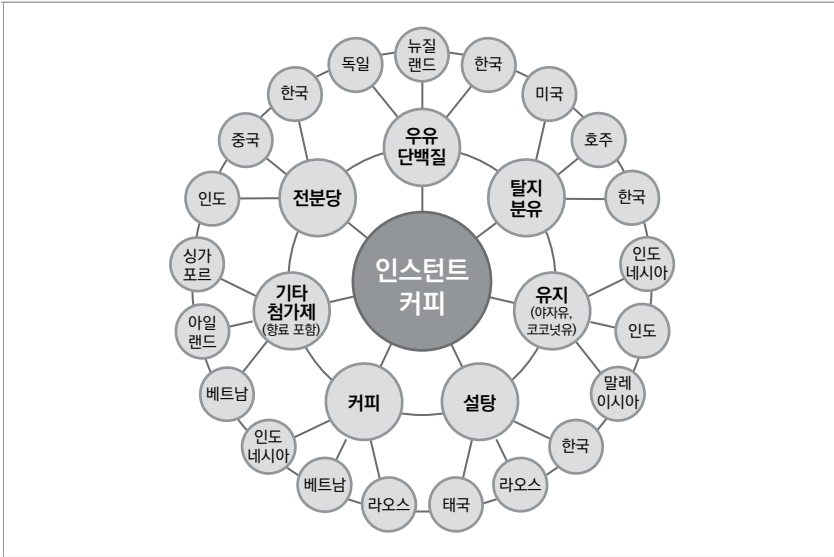 인스턴트
커피
우유
단백질
독일
뉴질
랜드
한국
탈지
분유
미국
호주
한국
유지
(야자유,
코코넛유)
인도
네시아
인도
말레
이시아
설탕
한국
라오스
태국
커피
라오스
베트남
인도
네시아
기타
첨가제
(향료 포함)
베트남
아일
랜드
싱가
포르
전분당
인도
중국
한국